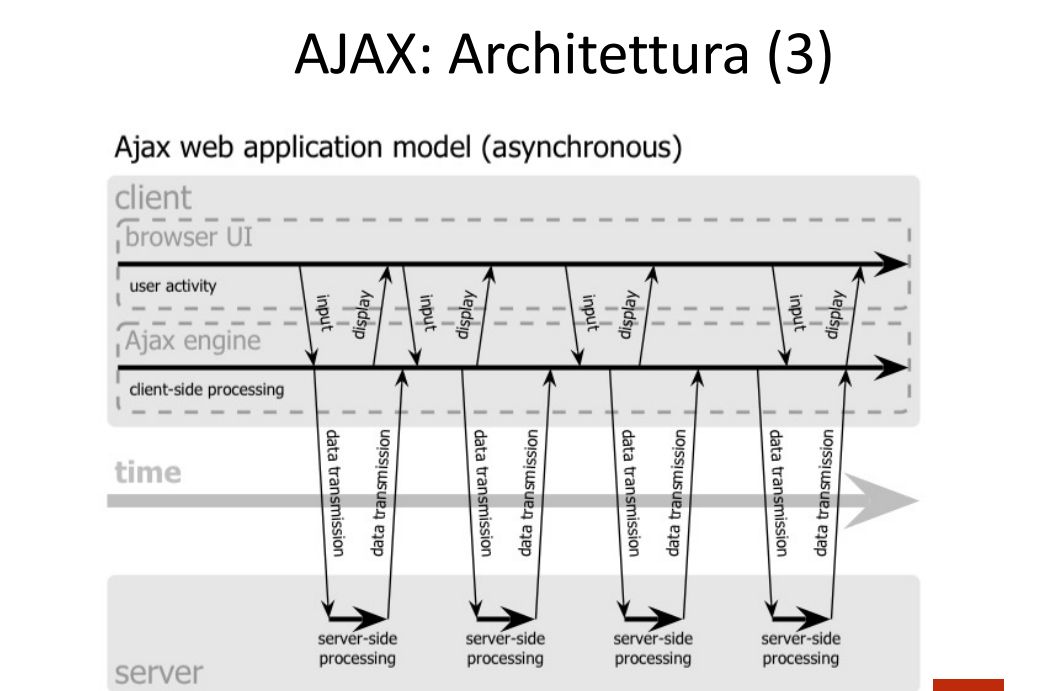 AJAX: Architettura (3)
Ajax web application model (asynchronous)
client
browser UI
user activity
input
display
input
display
input
display
input
display
Ajax engine
client-side processing
data transmission
data transmission
data transmission
data transmission
data transmission
data transmission
data transmission
data transmission
time
server-side
processing
server-side
processing
server-side
processing
server-side
processing
server